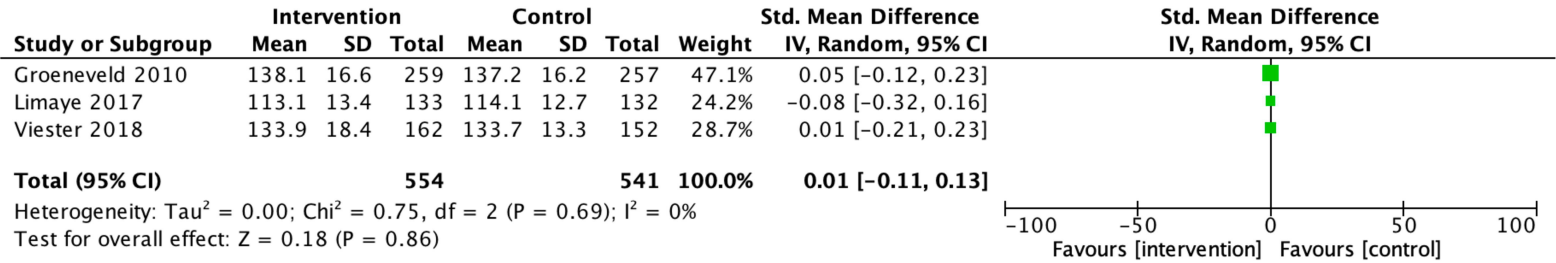 Intervention Control Std. Mean Difference Std. Mean Difference
Study or Subgroup Mean SD Total Mean SD Total Weight IV, Random, 95% CI IV, Random, 95% CI
Groeneveld 2010 138.1 16.6 259 137.2 16.2 257 47.1% 0.05 [−0.12, 0.23]
Limaye 2017 113.1 13.4 133 114.1 12.7 132 24.2% −0.08 [−0.32, 0.16]
Viester 2018 133.9 18.4 162 133.7 13.3 152 28.7% 0.01 [−0.21, 0.23]
Total (95% CI) 554 541 100.0% 0.01 [−0.11, 0.13]
Heterogeneity: Tau² = 0.00; Chi² = 0.75, df = 2 (P = 0.69); I² = 0%
Test for overall effect: Z = 0.18 (P = 0.86)
−100 −50 0 50 100
Favours [intervention] Favours [control]